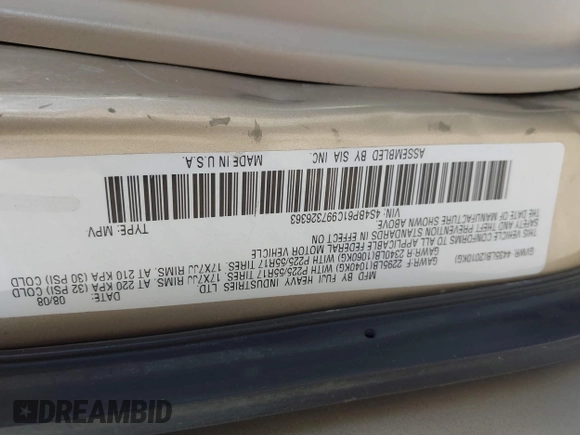 MFD BY FUJI HEAVY INDUSTRIES LTD. DATE: 08/08
GVWR: 4435LB(2010KG)
GAWR-F 2295LB(1040KG) WITH P225/55R17 TIRES, 17X7JJ RIMS, AT 220 KPA (32 PSI) COLD
GAWR-R 2340LB(1060KG) WITH P225/55R17 TIRES, 17X7JJ RIMS, AT 210 KPA (30 PSI) COLD
THIS VEHICLE CONFORMS TO ALL APPLICABLE FEDERAL MOTOR VEHICLE
SAFETY AND THEFT PREVENTION STANDARDS IN EFFECT ON
THE DATE OF MANUFACTURE SHOWN ABOVE.
VIN: 4S4BP61C997326363 TYPE: MPV
ASSEMBLED BY SIA INC. MADE IN U.S.A.
DREAMBID